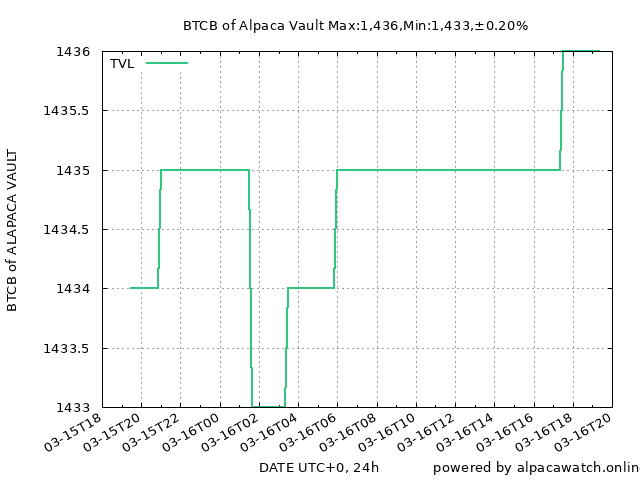 BTCB of Alpaca Vault Max:1,436,Min:1,433,±0.20%
TVL
1436
1435.5
1435
1434.5
1434
1433.5
1433
BTCB of ALAPACA VAULT
03-15T18
03-15T20
03-15T22
03-16T00
03-16T02
03-16T04
03-16T06
03-16T08
03-16T10
03-16T12
03-16T14
03-16T16
03-16T18
03-16T20
DATE UTC+0, 24h
powered by alpacawatch.online